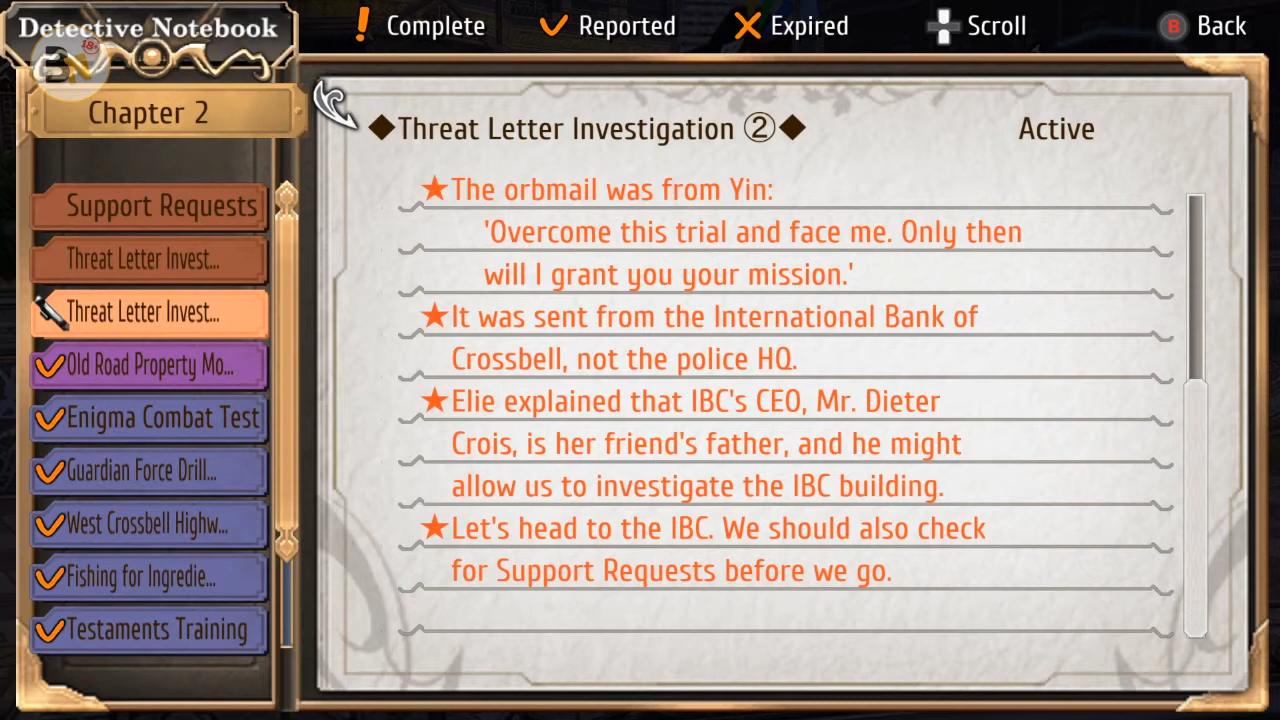 Detective Notebook
! Complete
✓ Reported
✕ Expired
Scroll
B Back
BN 18+
Chapter 2
Support Requests
Threat Letter Invest...
Threat Letter Invest...
Old Road Property Mo...
Enigma Combat Test
Guardian Force Drill...
West Crossbell Highw...
Fishing for Ingredie...
Testaments Training
◆Threat Letter Investigation ②◆
Active
★The orbmail was from Yin:
'Overcome this trial and face me. Only then
will I grant you your mission.'
★It was sent from the International Bank of
Crossbell, not the police HQ.
★Elie explained that IBC's CEO, Mr. Dieter
Crois, is her friend's father, and he might
allow us to investigate the IBC building.
★Let's head to the IBC. We should also check
for Support Requests before we go.